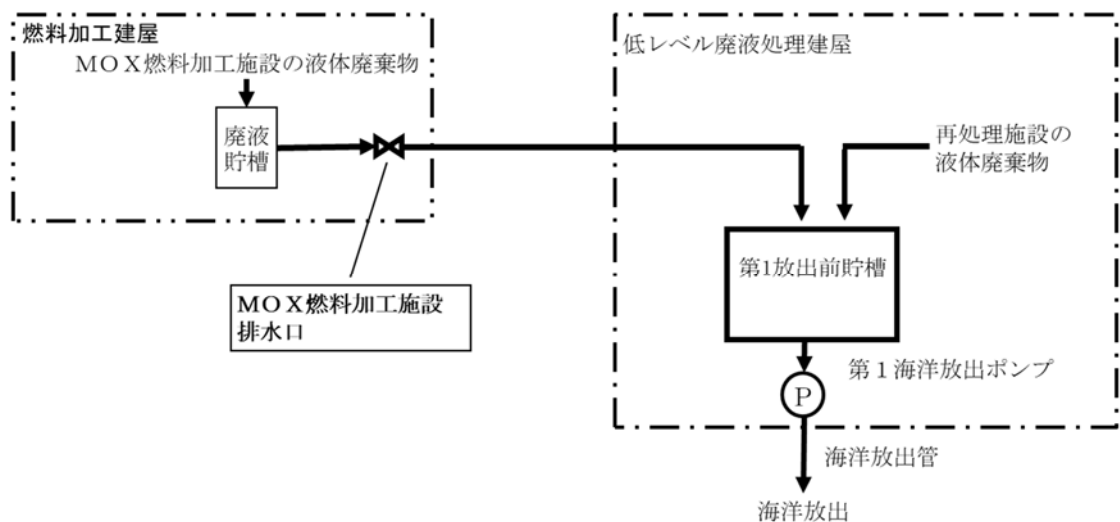 燃料加工建屋
ＭＯＸ燃料加工施設の液体廃棄物
廃液
貯槽
ＭＯＸ燃料加工施設
排水口
低レベル廃液処理建屋
再処理施設の
液体廃棄物
第1放出前貯槽
第１海洋放出ポンプ
Ｐ
海洋放出管
海洋放出